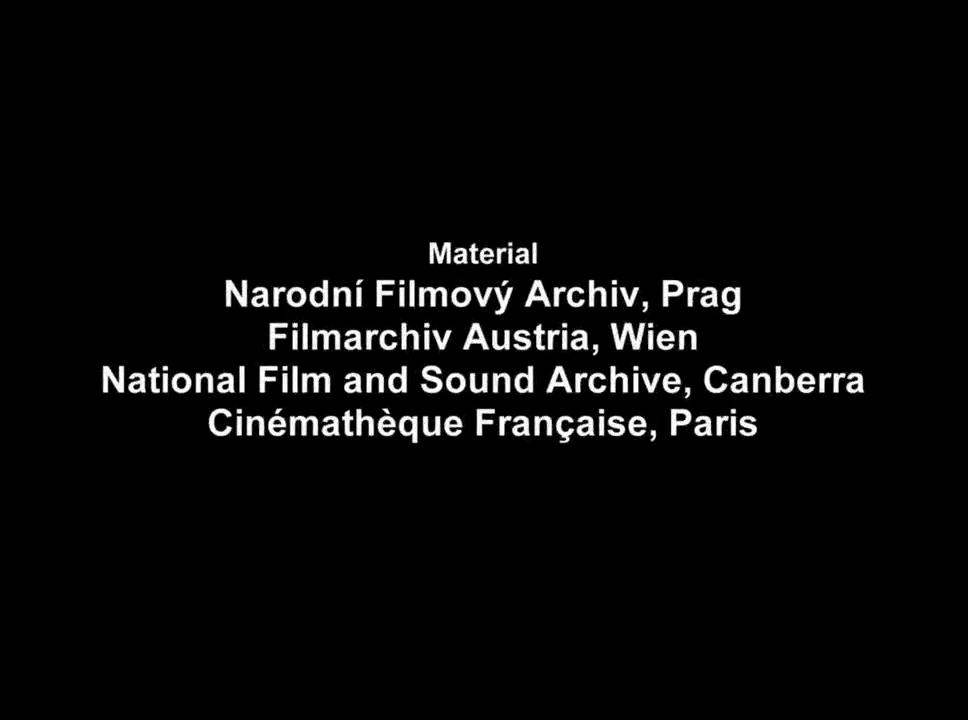 Material
Narodní Filmový Archiv, Prag
Filmarchiv Austria, Wien
National Film and Sound Archive, Canberra
Cinémathèque Française, Paris